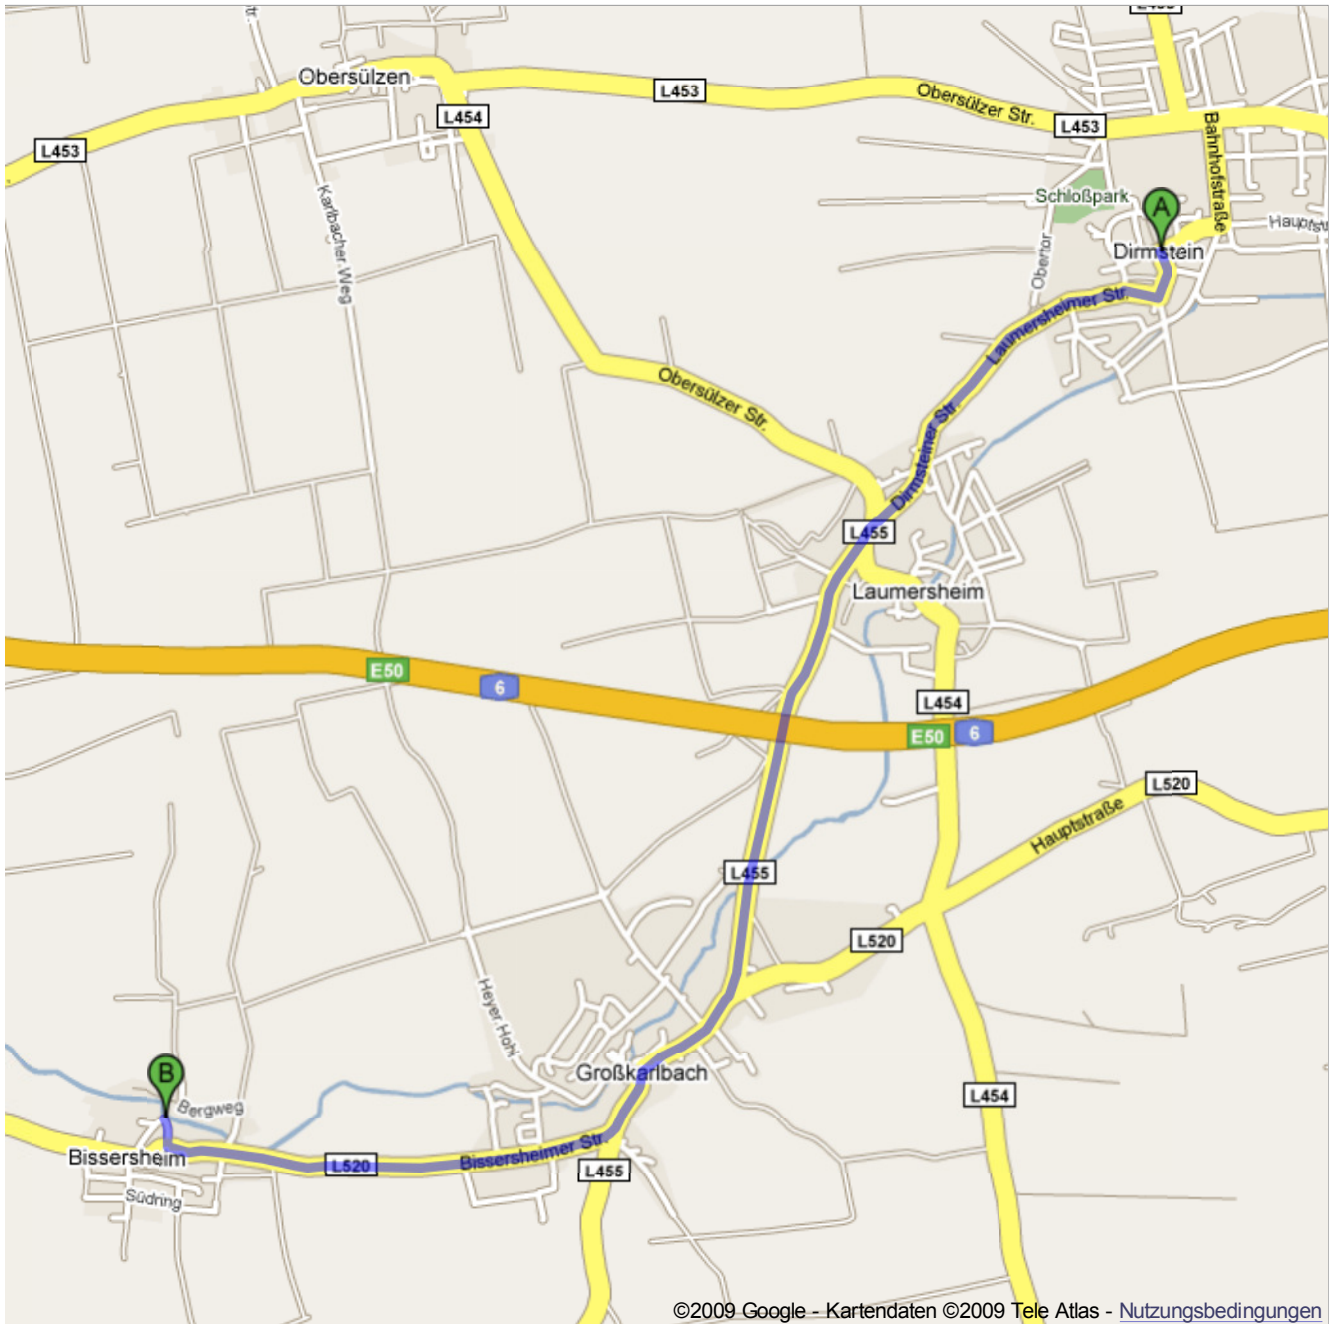 Obersülzen
L453
L454
Obersülzer Str.
L453
L453
Bahnhofstraße
Schloßpark
A
Karlbacher Weg
Dirmstein
Obertor
Laumersheimer Str.
Obersülzer Str.
Dirmsteiner Str.
L455
Laumersheim
E50
6
L454
E50
6
L520
Hauptstraße
L455
L520
Heyer Hohl
Großkarlbach
B
Bergweg
L454
Bissersheim
L520
Bissersheimer Str.
L455
Südring
©2009 Google - Kartendaten ©2009 Tele Atlas - Nutzungsbedingungen